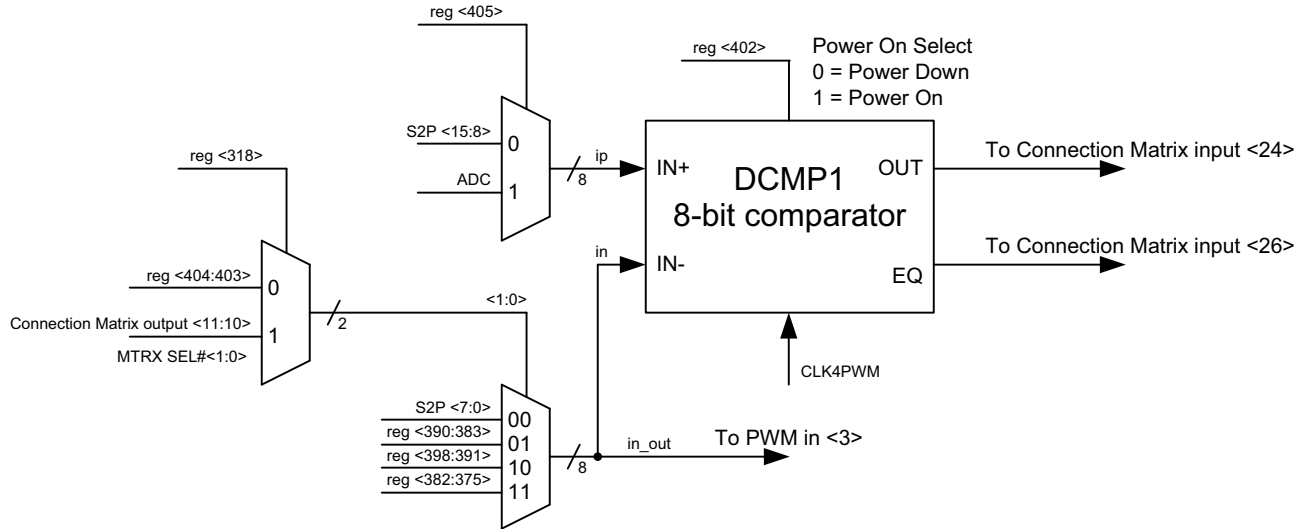 reg <405>
reg <402>
Power On Select
0 = Power Down
1 = Power On
S2P <15:8>
0
ADC
1
ip
8
IN+
DCMP1
8-bit comparator
OUT
To Connection Matrix input <24>
reg <318>
in
IN-
EQ
To Connection Matrix input <26>
reg <404:403>
0
Connection Matrix output <11:10>
1
MTRX SEL#<1:0>
2
<1:0>
CLK4PWM
S2P <7:0>
00
reg <390:383>
01
reg <398:391>
10
reg <382:375>
11
8
in_out
To PWM in <3>